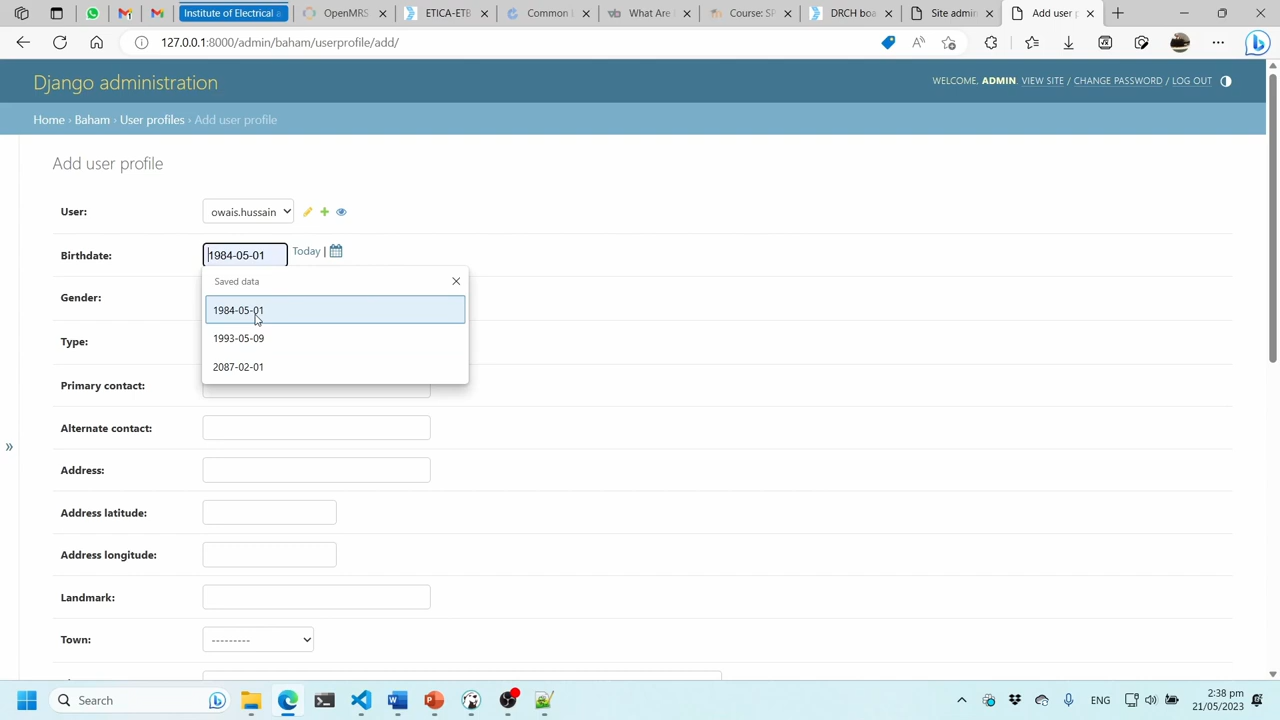 Institute of Electrical a
OpenMRS
ETICA-ETB
Common L
What Are
Course: SP
DRCH boa
Site admin
Add user p
127.0.0.1:8000/admin/baham/userprofile/add/
Django administration
WELCOME, ADMIN. VIEW SITE / CHANGE PASSWORD / LOG OUT
Home › Baham › User profiles › Add user profile
Add user profile
User: owais.hussain
Birthdate: 1984-05-01 Today |
Saved data
Gender:
1984-05-01
Type:
1993-05-09
2087-02-01
Primary contact:
Alternate contact:
Address:
Address latitude:
Address longitude:
»
Landmark:
Town: ---------
Search
ENG
2:38 pm
21/05/2023